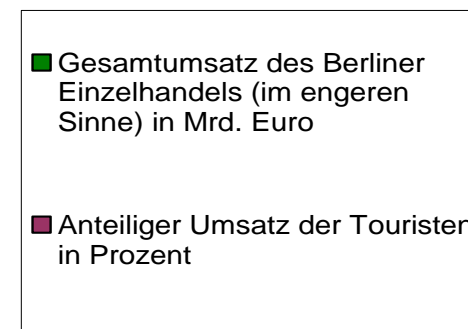 Gesamtumsatz des Berliner
Einzelhandels (im engeren
Sinne) in Mrd. Euro
Anteiliger Umsatz der Touristen
in Prozent